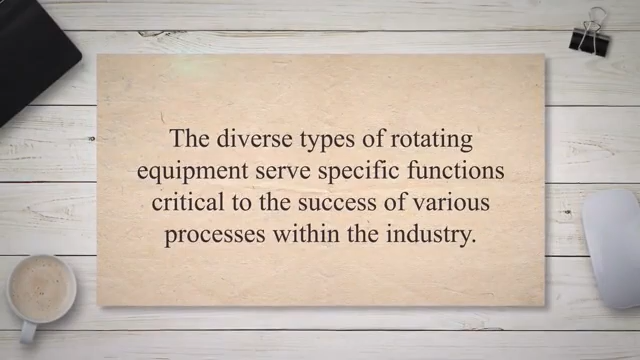 The diverse types of rotating
equipment serve specific functions
critical to the success of various
processes within the industry.